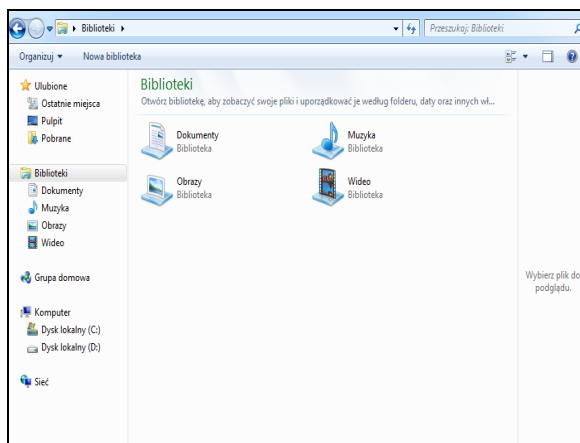 Biblioteki
Przeszukaj: Biblioteki
Organizuj
Nowa biblioteka
Ulubione
Ostatnie miejsca
Pulpit
Pobrane
Biblioteki
Dokumenty
Muzyka
Obrazy
Wideo
Grupa domowa
Komputer
Dysk lokalny (C:)
Dysk lokalny (D:)
Sieć
Biblioteki
Otwórz bibliotekę, aby zobaczyć swoje pliki i uporządkować je według folderu, daty oraz innych wł...
Dokumenty
Biblioteka
Muzyka
Biblioteka
Obrazy
Biblioteka
Wideo
Biblioteka
Wybierz plik do
podglądu.